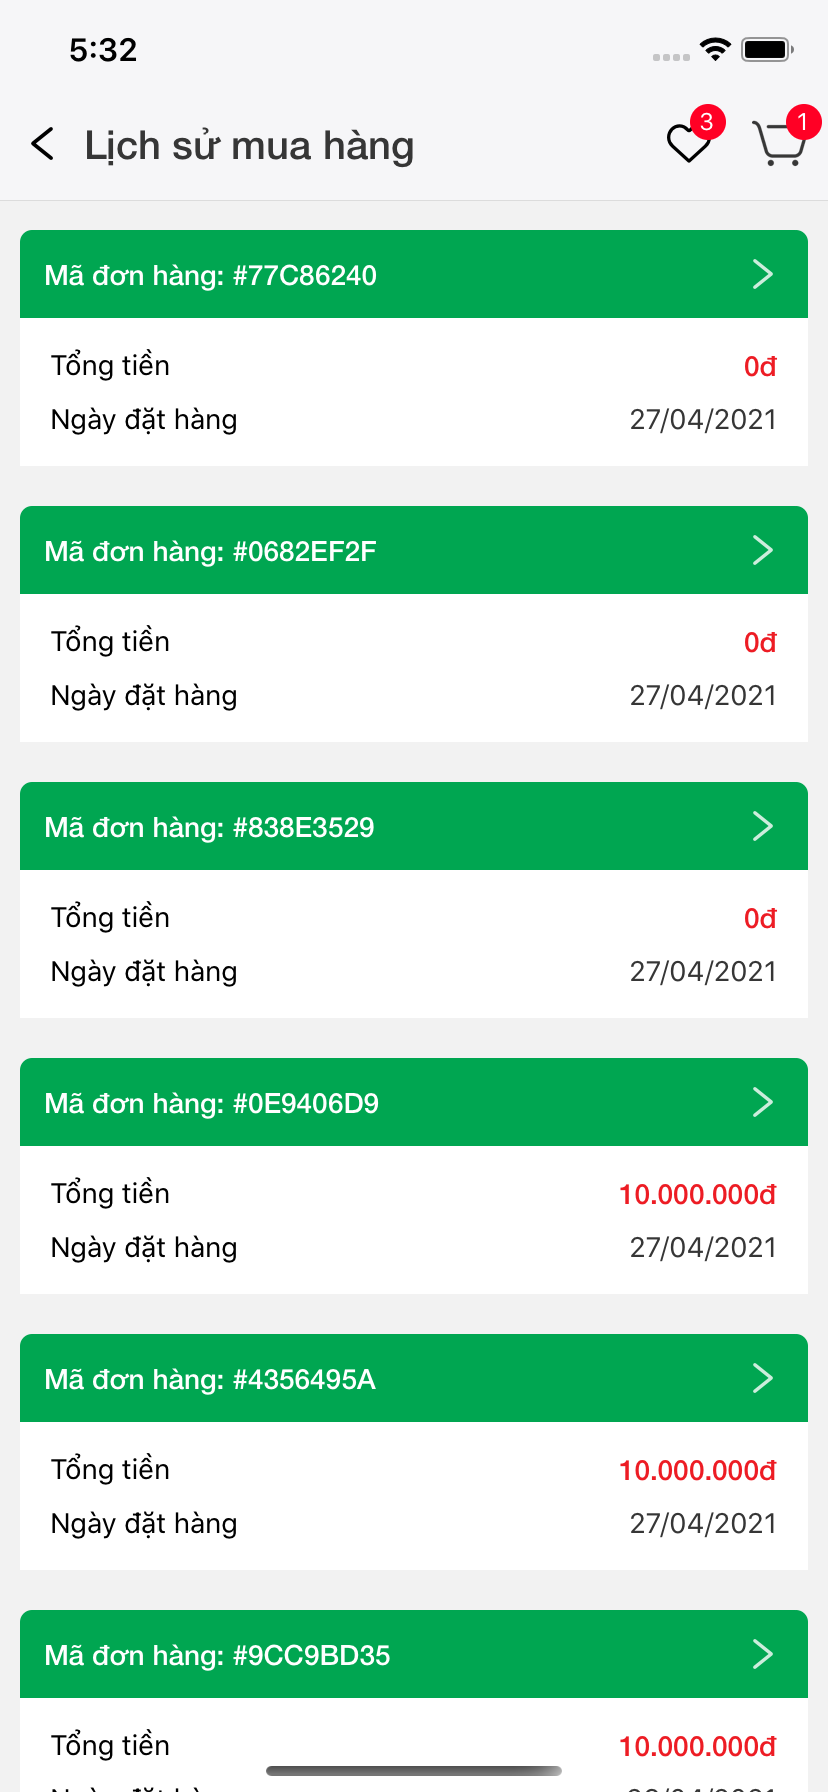 5:32
Lịch sử mua hàng
3
1
Mã đơn hàng: #77C86240
Tổng tiền 0đ
Ngày đặt hàng 27/04/2021
Mã đơn hàng: #0682EF2F
Tổng tiền 0đ
Ngày đặt hàng 27/04/2021
Mã đơn hàng: #838E3529
Tổng tiền 0đ
Ngày đặt hàng 27/04/2021
Mã đơn hàng: #0E9406D9
Tổng tiền 10.000.000đ
Ngày đặt hàng 27/04/2021
Mã đơn hàng: #4356495A
Tổng tiền 10.000.000đ
Ngày đặt hàng 27/04/2021
Mã đơn hàng: #9CC9BD35
Tổng tiền 10.000.000đ